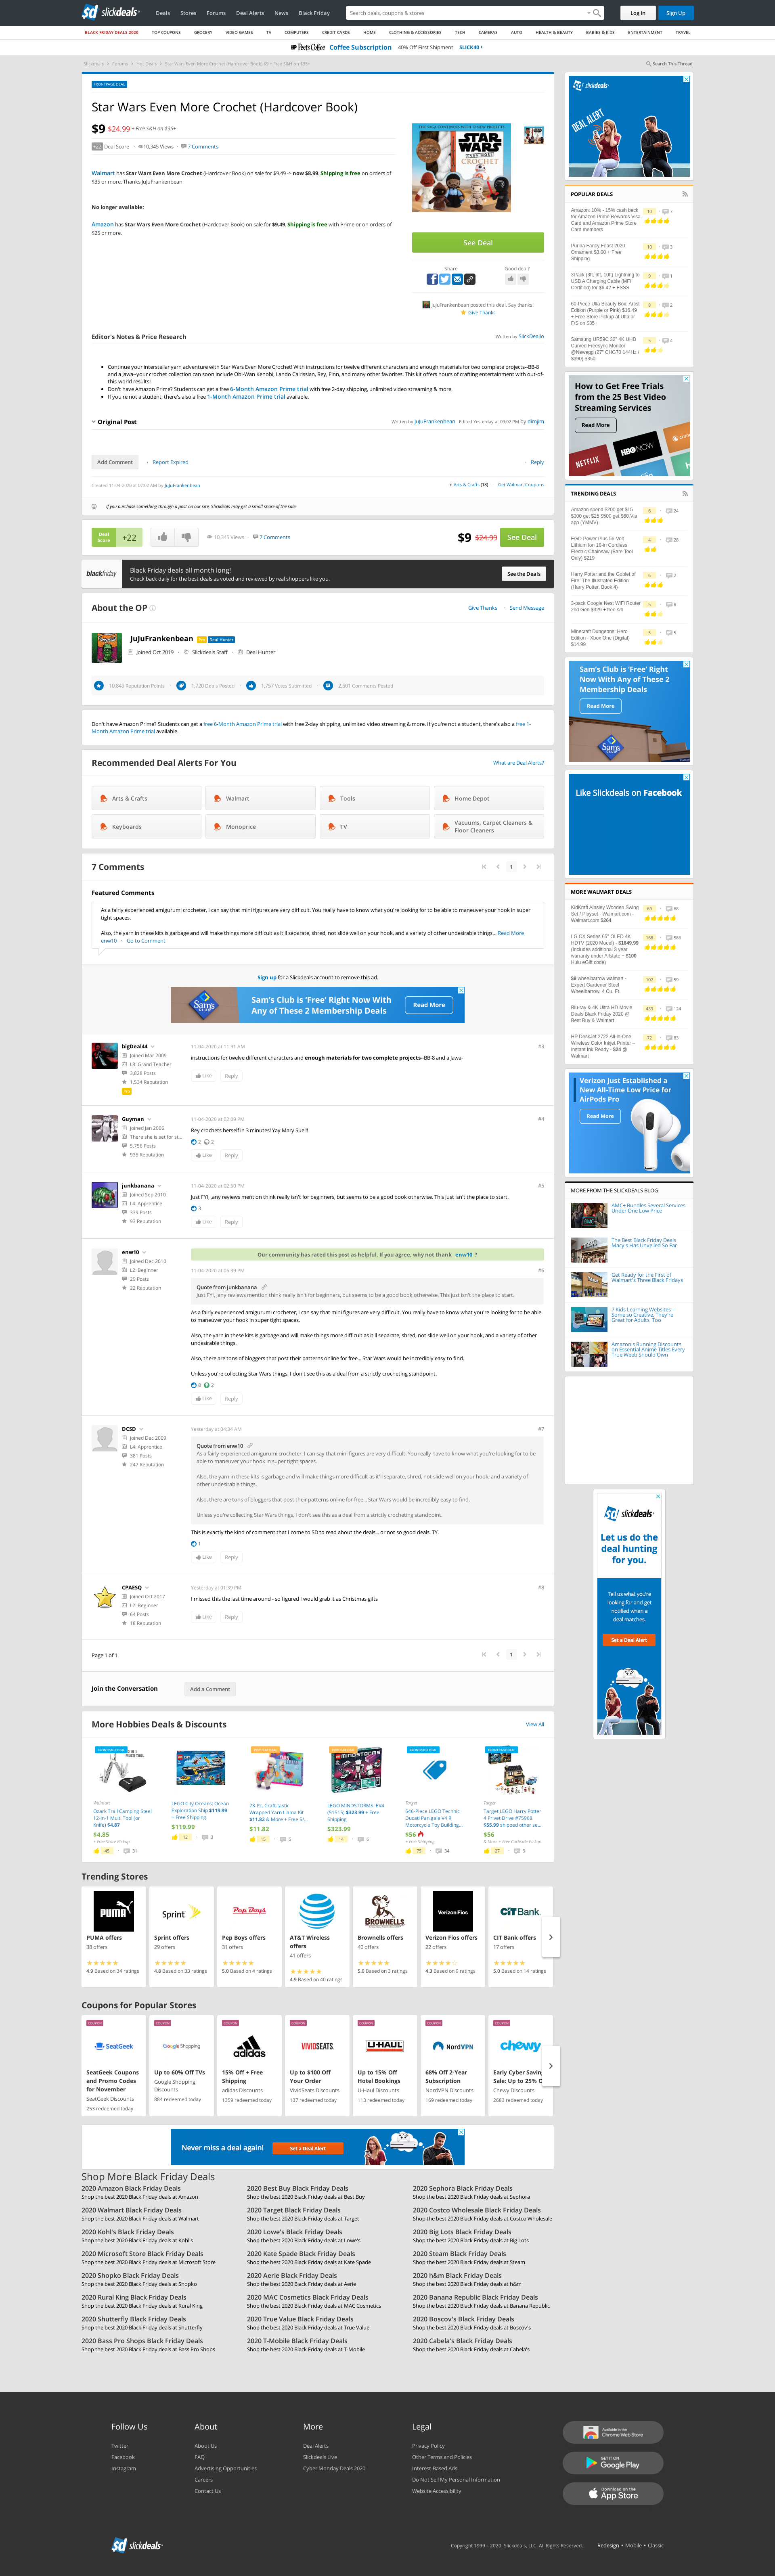 slickdeals
Deals Stores Forums Deal Alerts News Black Friday
Search deals, coupons & stores
Log In Sign Up
BLACK FRIDAY DEALS 2020 TOP COUPONS GROCERY VIDEO GAMES TV COMPUTERS CREDIT CARDS HOME CLOTHING & ACCESSORIES TECH CAMERAS AUTO HEALTH & BEAUTY BABIES & KIDS ENTERTAINMENT TRAVEL
Peet's Coffee Coffee Subscription 40% Off First Shipment SLICK40
Slickdeals Forums Hot Deals Star Wars Even More Crochet (Hardcover Book) $9 + Free S&H on $35+
Search This Thread
FRONTPAGE DEAL
Star Wars Even More Crochet (Hardcover Book)
$9 $24.99 + Free S&H on $35+
+22 Deal Score 10,345 Views 7 Comments
Walmart has Star Wars Even More Crochet (Hardcover Book) on sale for $9.49 -> now $8.99. Shipping is free on orders of
$35 or more. Thanks JuJuFrankenbean
No longer available:
Amazon has Star Wars Even More Crochet (Hardcover Book) on sale for $9.49. Shipping is free with Prime or on orders of
$25 or more.
STAR WARS
EVEN MORE
CROCHET
See Deal
Share
Good deal?
JuJuFrankenbean posted this deal. Say thanks!
Give Thanks
Editor's Notes & Price Research
Written by SlickDeallo
Continue your interstellar yarn adventure with Star Wars Even More Crochet! With instructions for twelve different characters and enough materials for two complete projects--BB-8
and a Jawa--your crochet collection can soon include Obi-Wan Kenobi, Lando Calrissian, Rey, Finn, and many more. This kit offers hours of crafting entertainment with out-of-
this-world results!
Don't have Amazon Prime? Students can get a free 6-Month Amazon Prime trial with free 2-day shipping, unlimited video streaming & more.
If you're not a student, there's also a free 1-Month Amazon Prime trial available.
Original Post
Written by JuJuFrankenbean Edited Yesterday at 09:02 PM by dimjim
Add Comment Report Expired
Reply
Created 11-04-2020 at 07:02 AM by JuJuFrankenbean
in Arts & Crafts (18) Get Walmart Coupons
If you purchase something through a post on our site, Slickdeals may get a small share of the sale.
Deal
Score
+22
10,345 Views 7 Comments
$9 $24.99 See Deal
blackfriday
Black Friday deals all month long!
Check back daily for the best deals as voted and reviewed by real shoppers like you.
See the Deals
About the OP
Give Thanks Send Message
JuJuFrankenbean Pro Deal Hunter
Joined Oct 2019 Slickdeals Staff Deal Hunter
10,849 Reputation Points 1,720 Deals Posted 1,757 Votes Submitted 2,501 Comments Posted
Don't have Amazon Prime? Students can get a free 6-Month Amazon Prime trial with free 2-day shipping, unlimited video streaming & more. If you're not a student, there's also a free 1-
Month Amazon Prime trial available.
Recommended Deal Alerts For You
What are Deal Alerts?
Arts & Crafts
Walmart
Tools
Home Depot
Keyboards
Monoprice
TV
Vacuums, Carpet Cleaners &
Floor Cleaners
7 Comments
1
Featured Comments
As a fairly experienced amigurumi crocheter, I can say that mini figures are very difficult. You really have to know what you're looking for to be able to maneuver your hook in super
tight spaces.
Also, the yarn in these kits is garbage and will make things more difficult as it'll separate, shred, not slide well on your hook, and a variety of other undesirable things... Read More
enw10 Go to Comment
Sign up for a Slickdeals account to remove this ad.
Sam's Club is 'Free' Right Now With
Any of These 2 Membership Deals
Read More
bigDeal44
Joined Mar 2009
L8: Grand Teacher
3,828 Posts
1,534 Reputation
Pro
11-04-2020 at 11:31 AM
#3
instructions for twelve different characters and enough materials for two complete projects--BB-8 and a Jawa-
Like Reply
Guyman
Joined Jan 2006
There she is set for st...
5,756 Posts
935 Reputation
11-04-2020 at 02:09 PM
#4
Rey crochets herself in 3 minutes! Yay Mary Sue!!!
2 2
Like Reply
junkbanana
Joined Sep 2010
L4: Apprentice
339 Posts
93 Reputation
11-04-2020 at 02:50 PM
#5
Just FYI, ,any reviews mention think really isn't for beginners, but seems to be a good book otherwise. This just isn't the place to start.
3
Like Reply
enw10
Joined Dec 2010
L2: Beginner
29 Posts
22 Reputation
Our community has rated this post as helpful. If you agree, why not thank enw10 ?
11-04-2020 at 06:39 PM
#6
Quote from junkbanana
Just FYI, ,any reviews mention think really isn't for beginners, but seems to be a good book otherwise. This just isn't the place to start.
As a fairly experienced amigurumi crocheter, I can say that mini figures are very difficult. You really have to know what you're looking for to be able
to maneuver your hook in super tight spaces.
Also, the yarn in these kits is garbage and will make things more difficult as it'll separate, shred, not slide well on your hook, and a variety of other
undesirable things.
Also, there are tons of bloggers that post their patterns online for free... Star Wars would be incredibly easy to find.
Unless you're collecting Star Wars things, I don't see this as a deal from a strictly crocheting standpoint.
6 2
Like Reply
DCSD
Joined Dec 2009
L4: Apprentice
381 Posts
247 Reputation
Yesterday at 04:34 AM
#7
Quote from enw10
As a fairly experienced amigurumi crocheter, I can say that mini figures are very difficult. You really have to know what you're looking for to be
able to maneuver your hook in super tight spaces.
Also, the yarn in these kits is garbage and will make things more difficult as it'll separate, shred, not slide well on your hook, and a variety of
other undesirable things.
Also, there are tons of bloggers that post their patterns online for free... Star Wars would be incredibly easy to find.
Unless you're collecting Star Wars things, I don't see this as a deal from a strictly crocheting standpoint.
This is exactly the kind of comment that I come to SD to read about the deals... or not so good deals. TY.
1
Like Reply
CPAESQ
Joined Oct 2017
L2: Beginner
64 Posts
18 Reputation
Yesterday at 01:39 PM
#8
I missed this the last time around - so figured I would grab it as Christmas gifts
Like Reply
Page 1 of 1
1
Join the Conversation Add a Comment
More Hobbies Deals & Discounts
View All
FRONTPAGE DEAL
Walmart
Ozark Trail Camping Steel
12-in-1 Multi Tool (or
Knife) $4.87
$4.85
+ Free Store Pickup
45 31
LEGO City Oceans: Ocean
Exploration Ship $119.99
+ Free Shipping
$119.99
12 3
73-Pc. Craft-tastic
Wrapped Yarn Llama Kit
$11.82 & More + Free S/...
$11.82
15 5
LEGO MINDSTORMS: EV4
(51515) $323.99 + Free
Shipping
$323.99
14 6
FRONTPAGE DEAL
Target
646-Piece LEGO Technic
Ducati Panigale V4 R
Motorcycle Toy Building...
$56
+ Free Shipping
75 34
FRONTPAGE DEAL
Target
Target LEGO Harry Potter
4 Privet Drive #75968
$55.99 shipped other se...
$56
B-Mort + Free Curbside Pickup
27 9
Trending Stores
PUMA
PUMA offers
38 offers
4.9 Based on 34 ratings
Sprint
Sprint offers
29 offers
4.8 Based on 33 ratings
Pep Boys
Pep Boys offers
31 offers
5.0 Based on 4 ratings
AT&T Wireless
offers
41 offers
4.9 Based on 40 ratings
BROWNELLS
Brownells offers
40 offers
5.0 Based on 3 ratings
Verizon Fios
Verizon Fios offers
22 offers
4.3 Based on 9 ratings
CIT Bank
CIT Bank offers
17 offers
5.0 Based on 14 ratings
Coupons for Popular Stores
COUPON
SeatGeek
SeatGeek Coupons
and Promo Codes
for November
SeatGeek Discounts
253 redeemed today
COUPON
Google Shopping
Up to 60% Off TVs
Google Shopping
Discounts
884 redeemed today
COUPON
adidas
15% Off + Free
Shipping
adidas Discounts
1359 redeemed today
COUPON
VIVIDSEATS
Up to $100 Off
Your Order
VividSeats Discounts
137 redeemed today
COUPON
U-HAUL
Up to 15% Off
Hotel Bookings
U-Haul Discounts
113 redeemed today
COUPON
NordVPN
68% Off 2-Year
Subscription
NordVPN Discounts
169 redeemed today
COUPON
chewy
Early Cyber Saving
Sale: Up to 25% O
Chewy Discounts
2683 redeemed today
Never miss a deal again! Set a Deal Alert
Shop More Black Friday Deals
2020 Amazon Black Friday Deals
Shop the best 2020 Black Friday deals at Amazon
2020 Best Buy Black Friday Deals
Shop the best 2020 Black Friday deals at Best Buy
2020 Sephora Black Friday Deals
Shop the best 2020 Black Friday deals at Sephora
2020 Walmart Black Friday Deals
Shop the best 2020 Black Friday deals at Walmart
2020 Target Black Friday Deals
Shop the best 2020 Black Friday deals at Target
2020 Costco Wholesale Black Friday Deals
Shop the best 2020 Black Friday deals at Costco Wholesale
2020 Kohl's Black Friday Deals
Shop the best 2020 Black Friday deals at Kohl's
2020 Lowe's Black Friday Deals
Shop the best 2020 Black Friday deals at Lowe's
2020 Big Lots Black Friday Deals
Shop the best 2020 Black Friday deals at Big Lots
2020 Microsoft Store Black Friday Deals
Shop the best 2020 Black Friday deals at Microsoft Store
2020 Kate Spade Black Friday Deals
Shop the best 2020 Black Friday deals at Kate Spade
2020 Steam Black Friday Deals
Shop the best 2020 Black Friday deals at Steam
2020 Shopko Black Friday Deals
Shop the best 2020 Black Friday deals at Shopko
2020 Aerie Black Friday Deals
Shop the best 2020 Black Friday deals at Aerie
2020 h&m Black Friday Deals
Shop the best 2020 Black Friday deals at h&m
2020 Rural King Black Friday Deals
Shop the best 2020 Black Friday deals at Rural King
2020 MAC Cosmetics Black Friday Deals
Shop the best 2020 Black Friday deals at MAC Cosmetics
2020 Banana Republic Black Friday Deals
Shop the best 2020 Black Friday deals at Banana Republic
2020 Shutterfly Black Friday Deals
Shop the best 2020 Black Friday deals at Shutterfly
2020 True Value Black Friday Deals
Shop the best 2020 Black Friday deals at True Value
2020 Boscov's Black Friday Deals
Shop the best 2020 Black Friday deals at Boscov's
2020 Bass Pro Shops Black Friday Deals
Shop the best 2020 Black Friday deals at Bass Pro Shops
2020 T-Mobile Black Friday Deals
Shop the best 2020 Black Friday deals at T-Mobile
2020 Cabela's Black Friday Deals
Shop the best 2020 Black Friday deals at Cabela's
slickdeals
DEAL ALERT
POPULAR DEALS
Amazon: 10% - 15% cash back
for Amazon Prime Rewards Visa
Card and Amazon Prime Store
Card members
10 7
Purina Fancy Feast 2020
Ornament $1.00 + Free
Shipping
10 3
3Pack (3ft, 6ft, 10ft) Lightning to
USB A Charging Cable (MFi
Certified) for $6.42 + FSSS
9 1
60-Piece Ulta Beauty Box: Artist
Edition (Purple or Pink) $16.49
+ Free Store Pickup at Ulta or
F/S on $35+
8 2
Samsung UR59C 32" 4K UHD
Curved Freesync Monitor
@Newegg (27" CHG70 144Hz /
$390) $350
5 4
How to Get Free Trials
from the 25 Best Video
Streaming Services
Read More
NETFLIX
HBO NOW
TRENDING DEALS
Amazon spend $200 get $15
$300 get $25 $500 get $60 Via
app (YMMV)
6 24
EGO Power Plus 56-Volt
Lithium Ion 18-in Cordless
Electric Chainsaw (Bare Tool
Only) $219
4 28
Harry Potter and the Goblet of
Fire: The Illustrated Edition
(Harry Potter, Book 4)
6 2
3-pack Google Nest WiFi Router
2nd Gen $329 + free s/h
5 8
Minecraft Dungeons: Hero
Edition - Xbox One (Digital)
$14.99
5 5
Sam's Club is 'Free' Right
Now With Any of These 2
Membership Deals
Read More
Sam's
Like Slickdeals on Facebook
MORE WALMART DEALS
KidKraft Ainsley Wooden Swing
Set / Playset - Walmart.com -
Walmart.com $284
69 68
LG CX Series 65" OLED 4K
HDTV (2020 Model) - $1849.99
(Includes additional 3 year
warranty under Allstate + $100
Hulu eGift code)
168 586
$9 wheelbarrow walmart -
Expert Gardener Steel
Wheelbarrow, 4 Cu. Ft.
102 59
Blu-ray & 4K Ultra HD Movie
Deals Black Friday 2020 @
Best Buy & Walmart
439 124
HP DeskJet 2722 All-in-One
Wireless Color Inkjet Printer –
Instant Ink Ready - $24 @
Walmart
72 83
Verizon Just Established a
New All-Time Low Price for
AirPods Pro
Read More
MORE FROM THE SLICKDEALS BLOG
AMC+ Bundles Several Services
Under One Low Price
The Best Black Friday Deals
Macy's Has Unveiled So Far
Get Ready for the First of
Walmart's Three Black Fridays
7 Kids Learning Websites –
Some so Creative, They're
Great for Adults, Too
Amazon's Running Discounts
on Essential Anime Titles Every
True Weeb Should Own
slickdeals
Let us do the
deal hunting
for you.
Tell us what you're
looking for and get
notified when a
deal matches.
Set a Deal Alert
Follow Us
Twitter
Facebook
Instagram
About
About Us
FAQ
Advertising Opportunities
Careers
Contact Us
More
Deal Alerts
Slickdeals Live
Cyber Monday Deals 2020
Legal
Privacy Policy
Other Terms and Policies
Interest-Based Ads
Do Not Sell My Personal Information
Website Accessibility
Available in the
Chrome Web Store
GET IT ON
Google Play
Download on the
App Store
slickdeals
Copyright 1999 – 2020. Slickdeals, LLC. All Rights Reserved. Redesign • Mobile • Classic